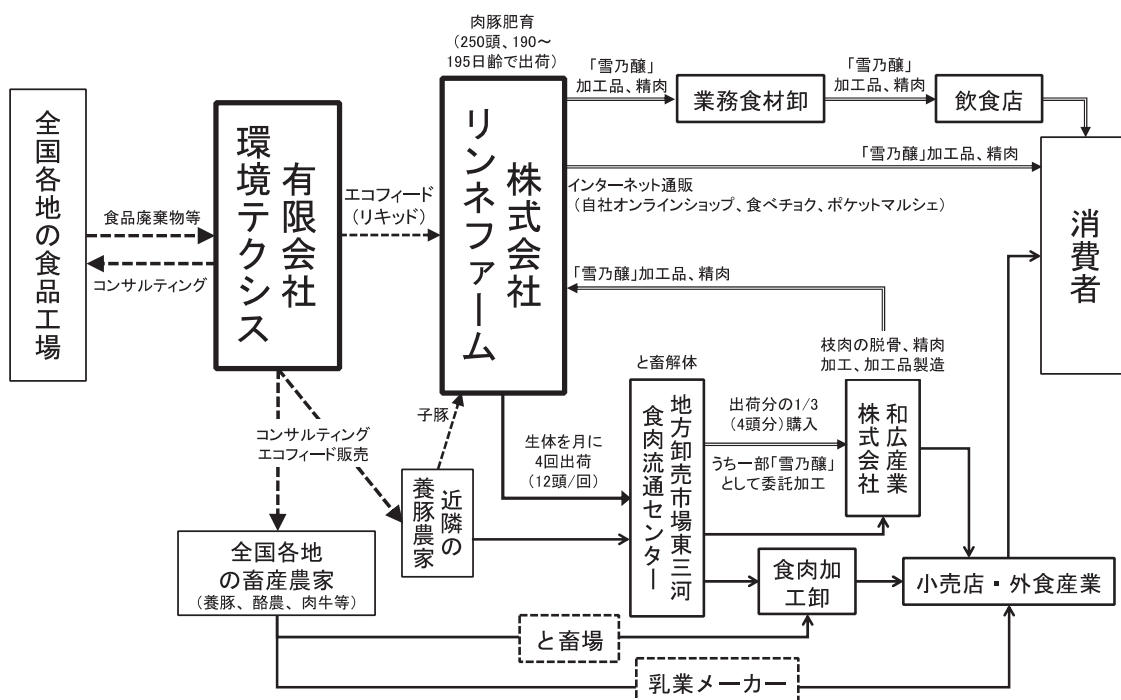 肉豚肥育
(250頭、190～
195日齢で出荷)
全国各地の食品工場
食品廃棄物等
コンサルティング
有限会社
環境テクシス
エコフィード
(リキッド)
株式会社
リンネファーム
「雪乃醸」
加工品、精肉
業務食材卸
「雪乃醸」
加工品、精肉
飲食店
「雪乃醸」加工品、精肉
インターネット通販
(自社オンラインショップ、食べチョク、ポケットマルシェ)
消費者
「雪乃醸」加工品、精肉
枝肉の脱骨、精肉
加工、加工品製造
と畜解体
地方卸売市場東三河
食肉流通センター
出荷分の1/3
(4頭分)購入
うち一部「雪乃醸」
として委託加工
和広産業
株式会社
子豚
生体を月に
4回出荷
(12頭/回)
コンサルティング
エコフィード販売
近隣の
養豚農家
全国各地
の畜産農家
(養豚、酪農、肉牛等)
食肉加
工卸
小売店・外食産業
と畜場
乳業メーカー